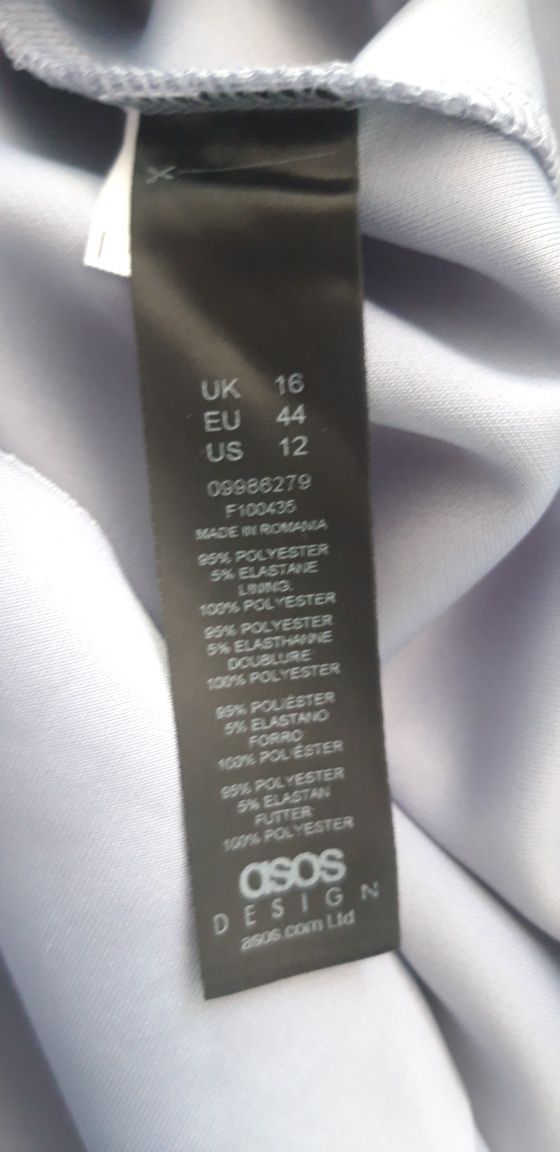 UK 16
EU 44
US 12
09986279
F100435
MADE IN ROMANIA
95% POLYESTER
5% ELASTANE
LINING:
100% POLYESTER
95% POLYESTER
5% ELASTHANNE
DOUBLURE
100% POLYESTER
95% POLIÉSTER
5% ELASTANO
FORRO
100% POLIÉSTER
95% POLYESTER
5% ELASTAN
FUTTER
100% POLYESTER
asos
DESIGN
asos.com Ltd